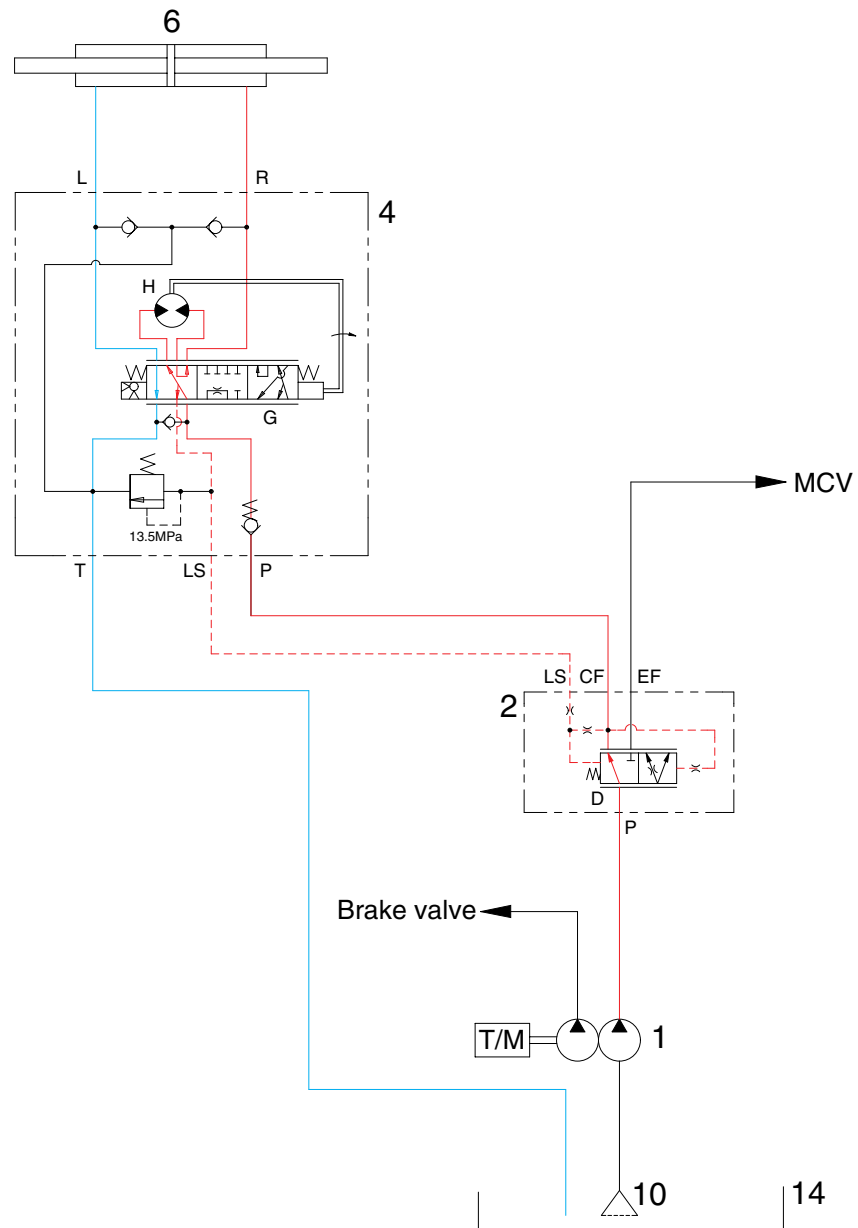 6
L R
4
H
G
13.5MPa
MCV
T LS P
LS CF EF
2
D
P
Brake valve
T/M
1
10
14